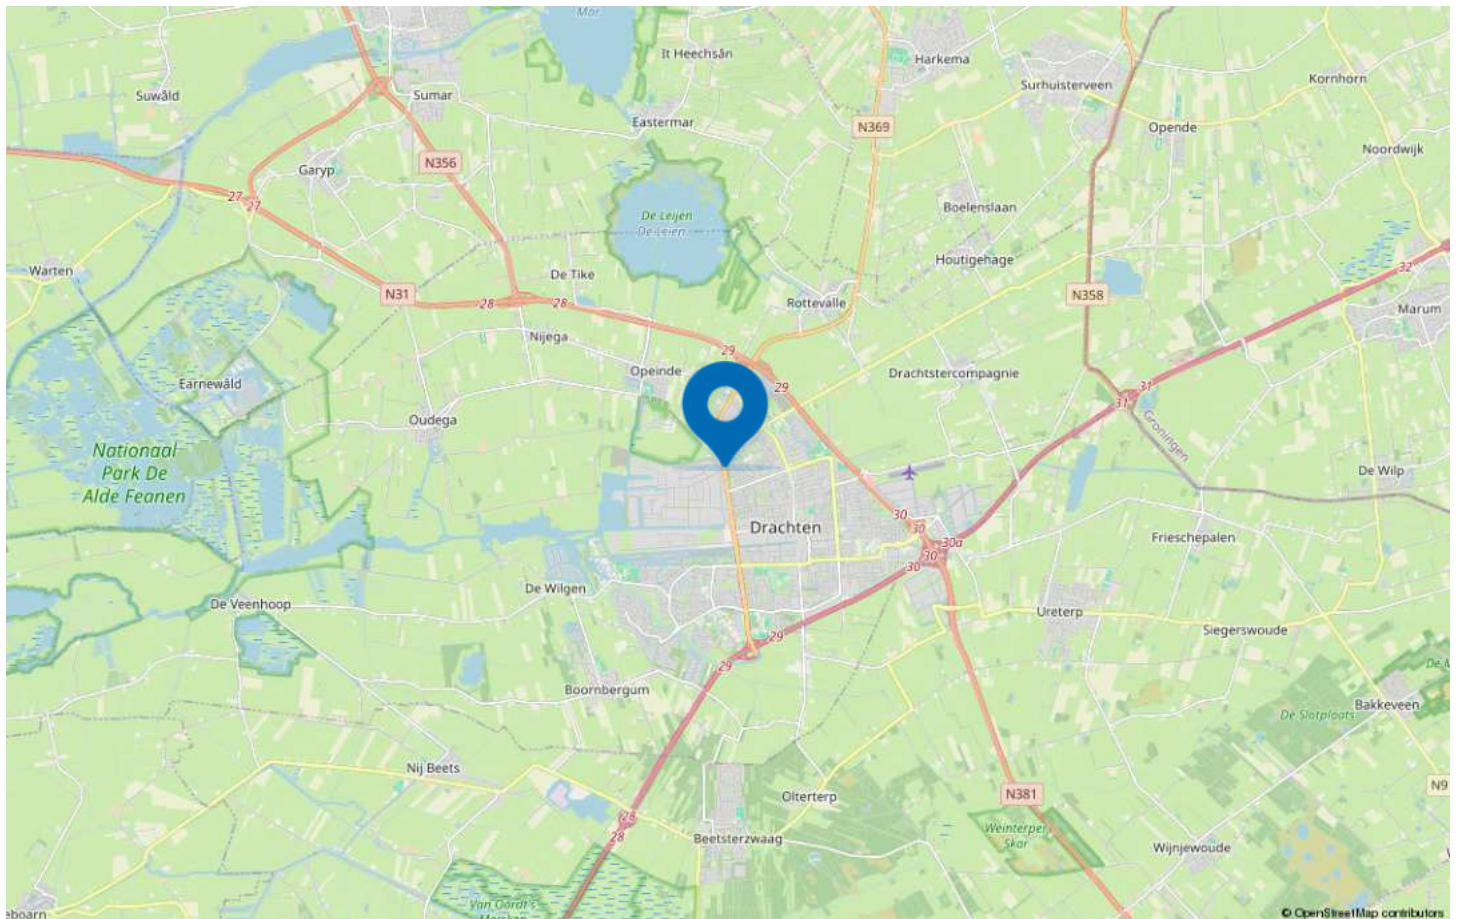 Mar
It Heechsân
Harkema
Surhuisterveen
Kornhorn
Suwâld
Sumar
Eastermar
N369
Opende
Noordwijk
N356
Garyp
27
27
De Leijen
De Leien
Boelenslaan
Warten
De Tike
Houtigehage
32
N31
28
28
Rottevalle
N358
Marum
Nijega
29
Opeinde
29
Drachtstercompagnie
31
31
Earnewâld
Oudega
Groningen
Nationaal
Park De
Alde Feanen
De Wilp
30
30
Drachten
30a
30
30
Frieschepalen
De Wilgen
De Veenhoop
Ureterp
Siegerswoude
29
29
Boornbergum
De Slotplaats
Bakkeveen
Nij Beets
Olterterp
N381
N9
28
28
Beetsterzwaag
Weinterper
Skar
Wijnjewoude
Van Oordt's
Mersken
eboarn
© OpenStreetMap contributors